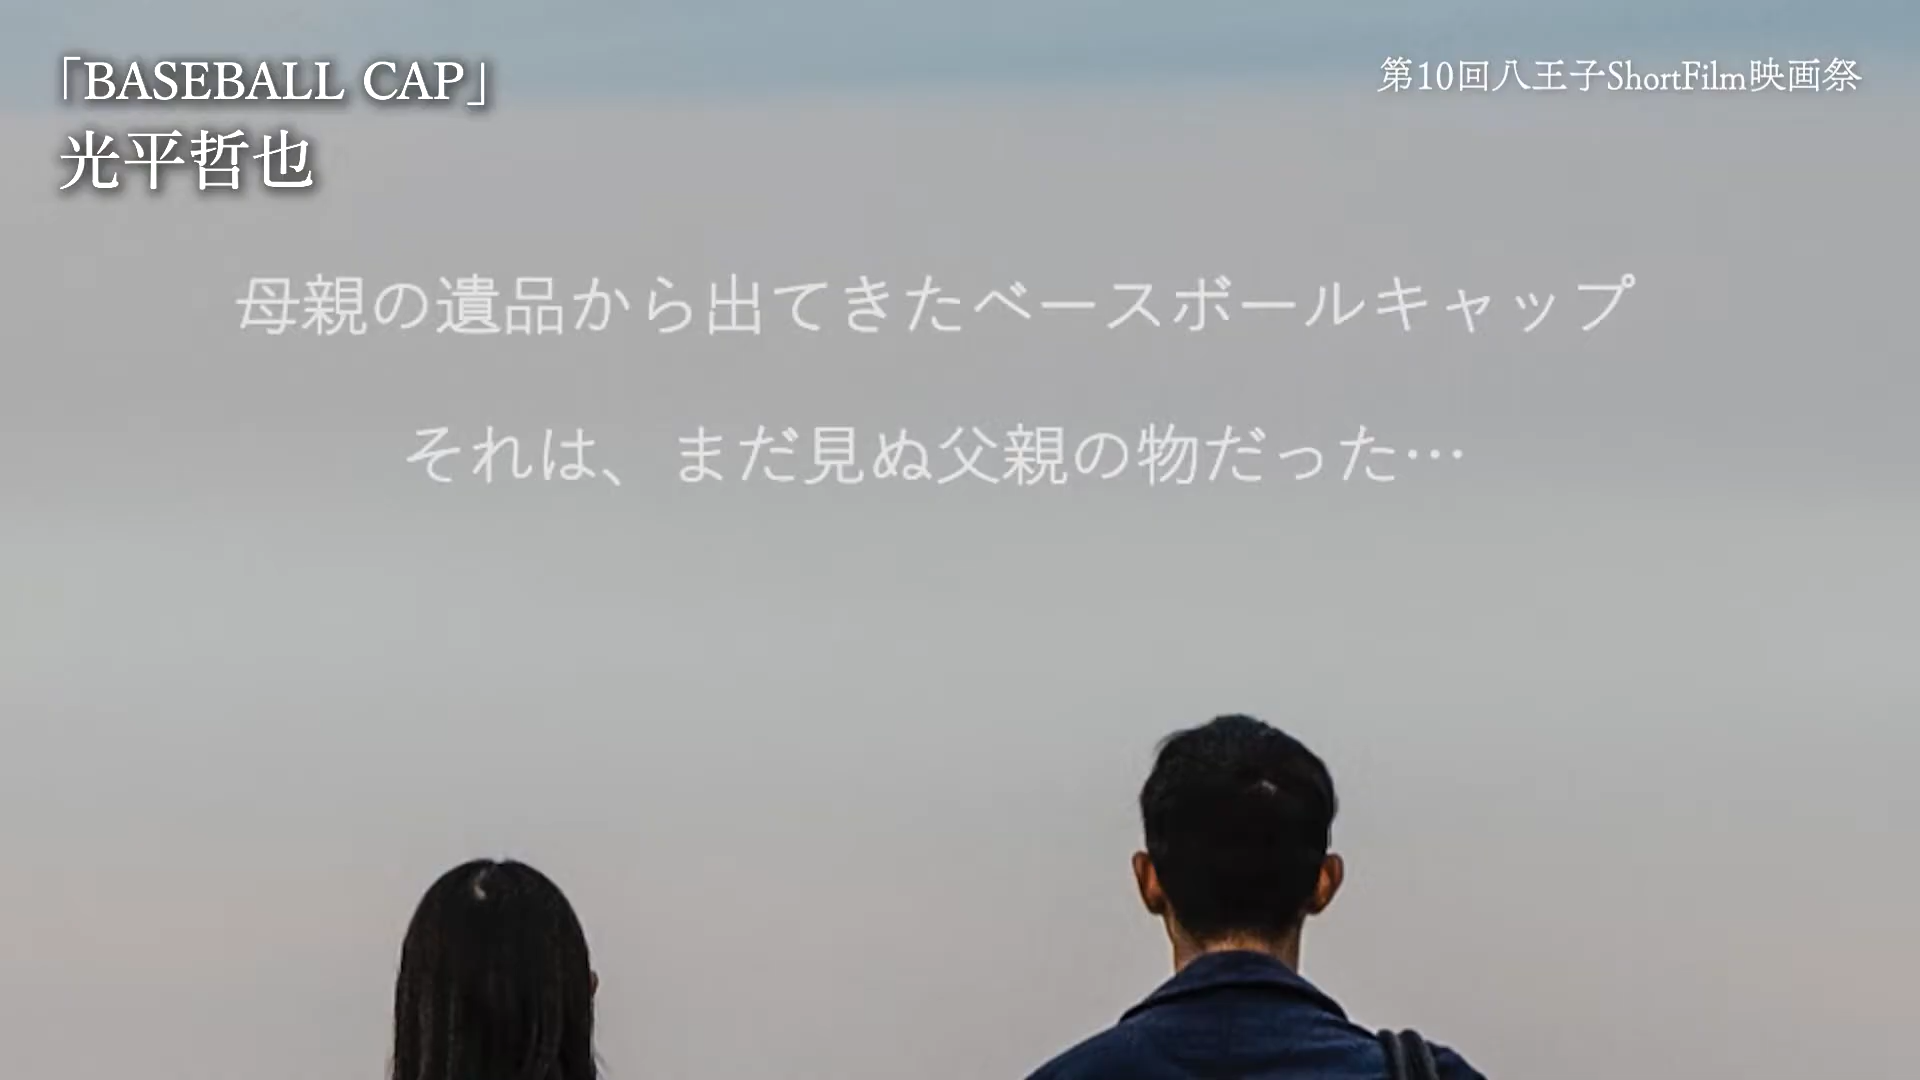 「BASEBALL CAP」
光平哲也
第10回八王子ShortFilm映画祭
母親の遺品から出てきたベースボールキャップ
それは、まだ見ぬ父親の物だった…